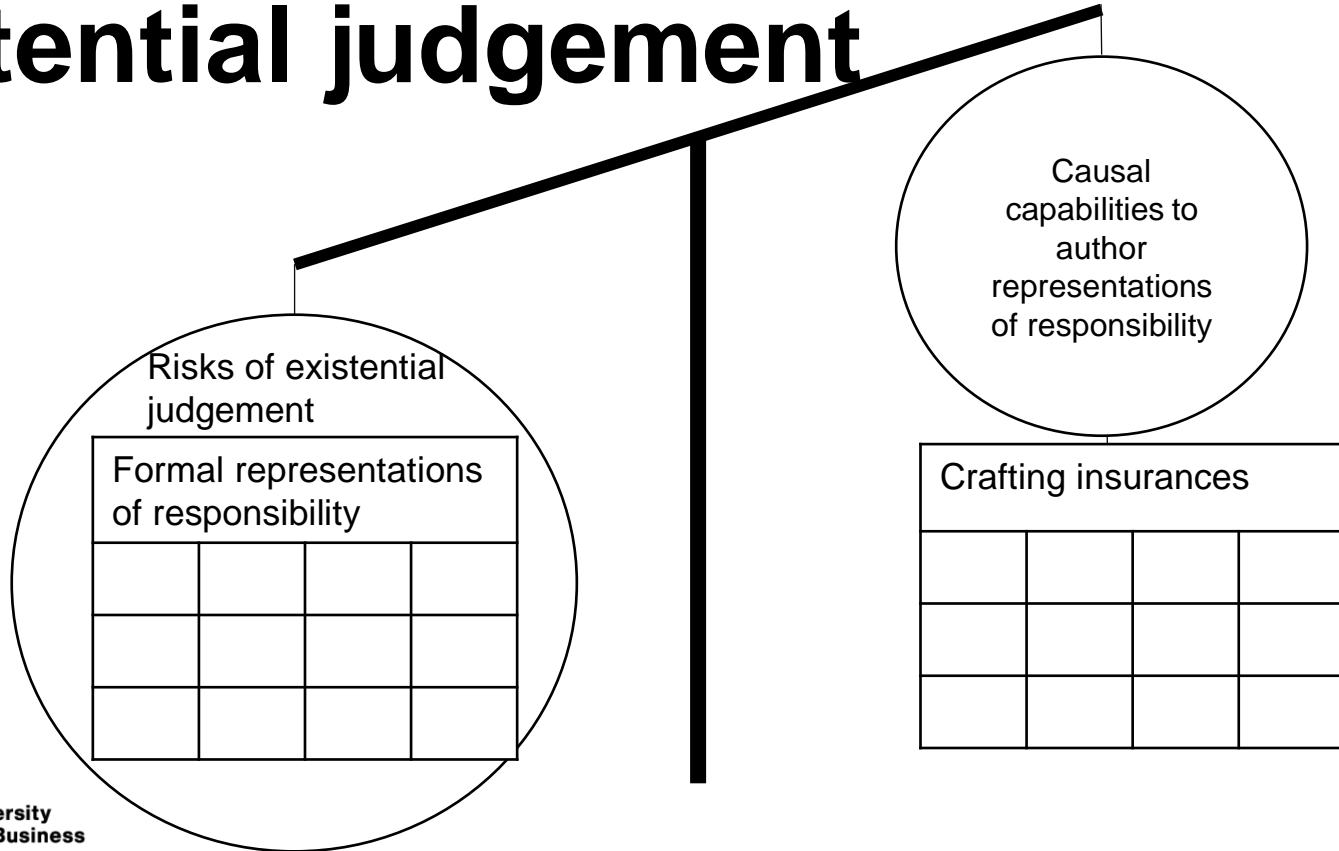 tential judgement
Causal
capabilities to
author
representations
of responsibility
Risks of existential
judgement
Formal representations
of responsibility
Crafting insurances
ersity
Business